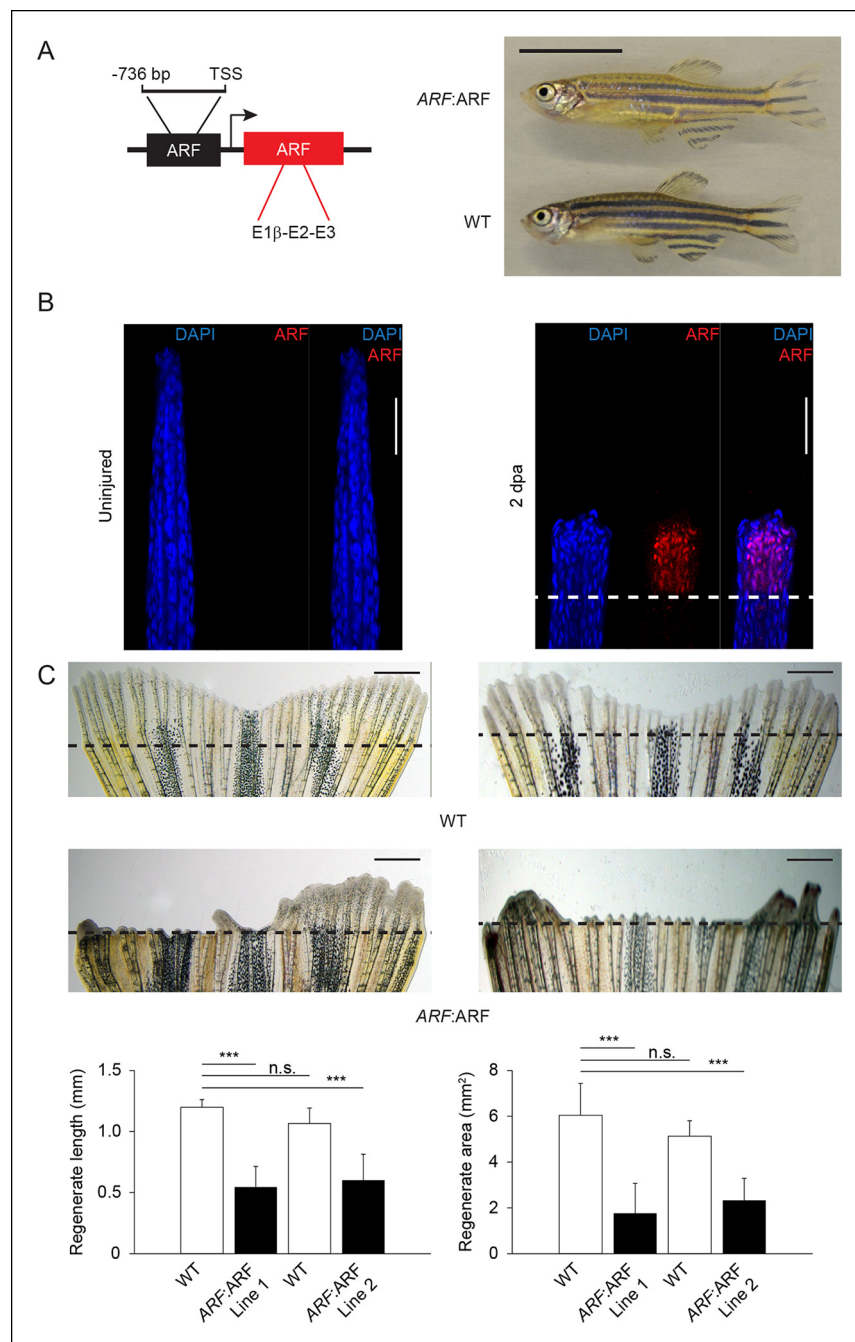 A
-736 bp
TSS
ARF
ARF
E1β-E2-E3
ARF:ARF
WT
B
DAPI
ARF
DAPI
ARF
Uninjured
DAPI
ARF
DAPI
ARF
2 dpa
C
WT
ARF:ARF
***
n.s.
***
Regenerate length (mm)
1.5
1.0
0.5
0
WT
ARF:ARF
Line 1
WT
ARF:ARF
Line 2
***
n.s.
***
Regenerate area (mm²)
8
6
4
2
0
WT
ARF:ARF
Line 1
WT
ARF:ARF
Line 2